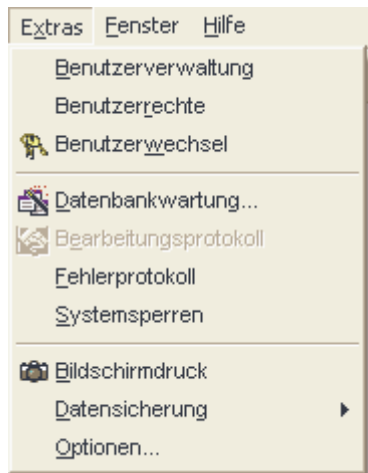 Extras Fenster Hilfe
Benutzerverwaltung
Benutzerrechte
Benutzerwechsel
Datenbankwartung...
Bearbeitungsprotokoll
Fehlerprotokoll
Systemsperren
Bildschirmdruck
Datensicherung
Optionen...